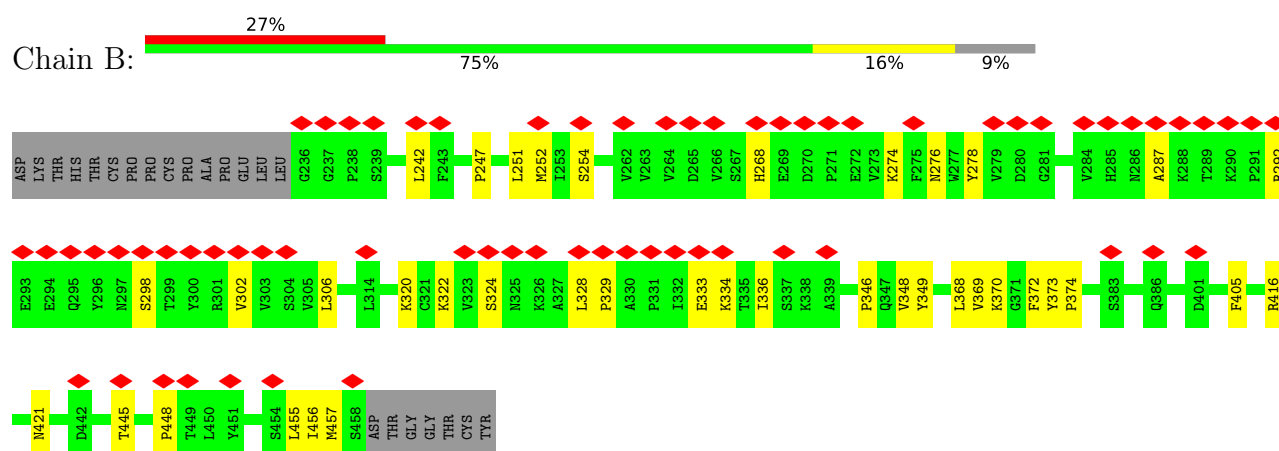 27%
Chain B:
75% 16% 9%
ASP LYS THR HIS THR CYS PRO PRO CYS PRO ALA PRO GLU LEU LEU G236 G237 P238 S239 L242 F243 P247 L251 M252 I253 S254 V262 V263 V264 D265 V266 S267 H268 E269 D270 P271 E272 V273 K274 F275 N276 W277 Y278 V279 D280 G281 V284 H285 N286 A287 K288 T289 K290 P291 R292
E293 E294 Q295 Y296 N297 S298 T299 Y300 R301 V302 V303 S304 V305 L306 L314 K320 C321 K322 V323 S324 N325 K326 A327 L328 P329 A330 P331 I332 E333 K334 T335 I336 S337 K338 A339 P346 Q347 V348 Y349 L368 V369 K370 G371 F372 Y373 P374 S383 Q386 D401 F405 R416
N421 D442 T445 P448 T449 L450 Y451 S454 L455 I456 M457 S458 ASP THR GLY GLY THR CYS TYR